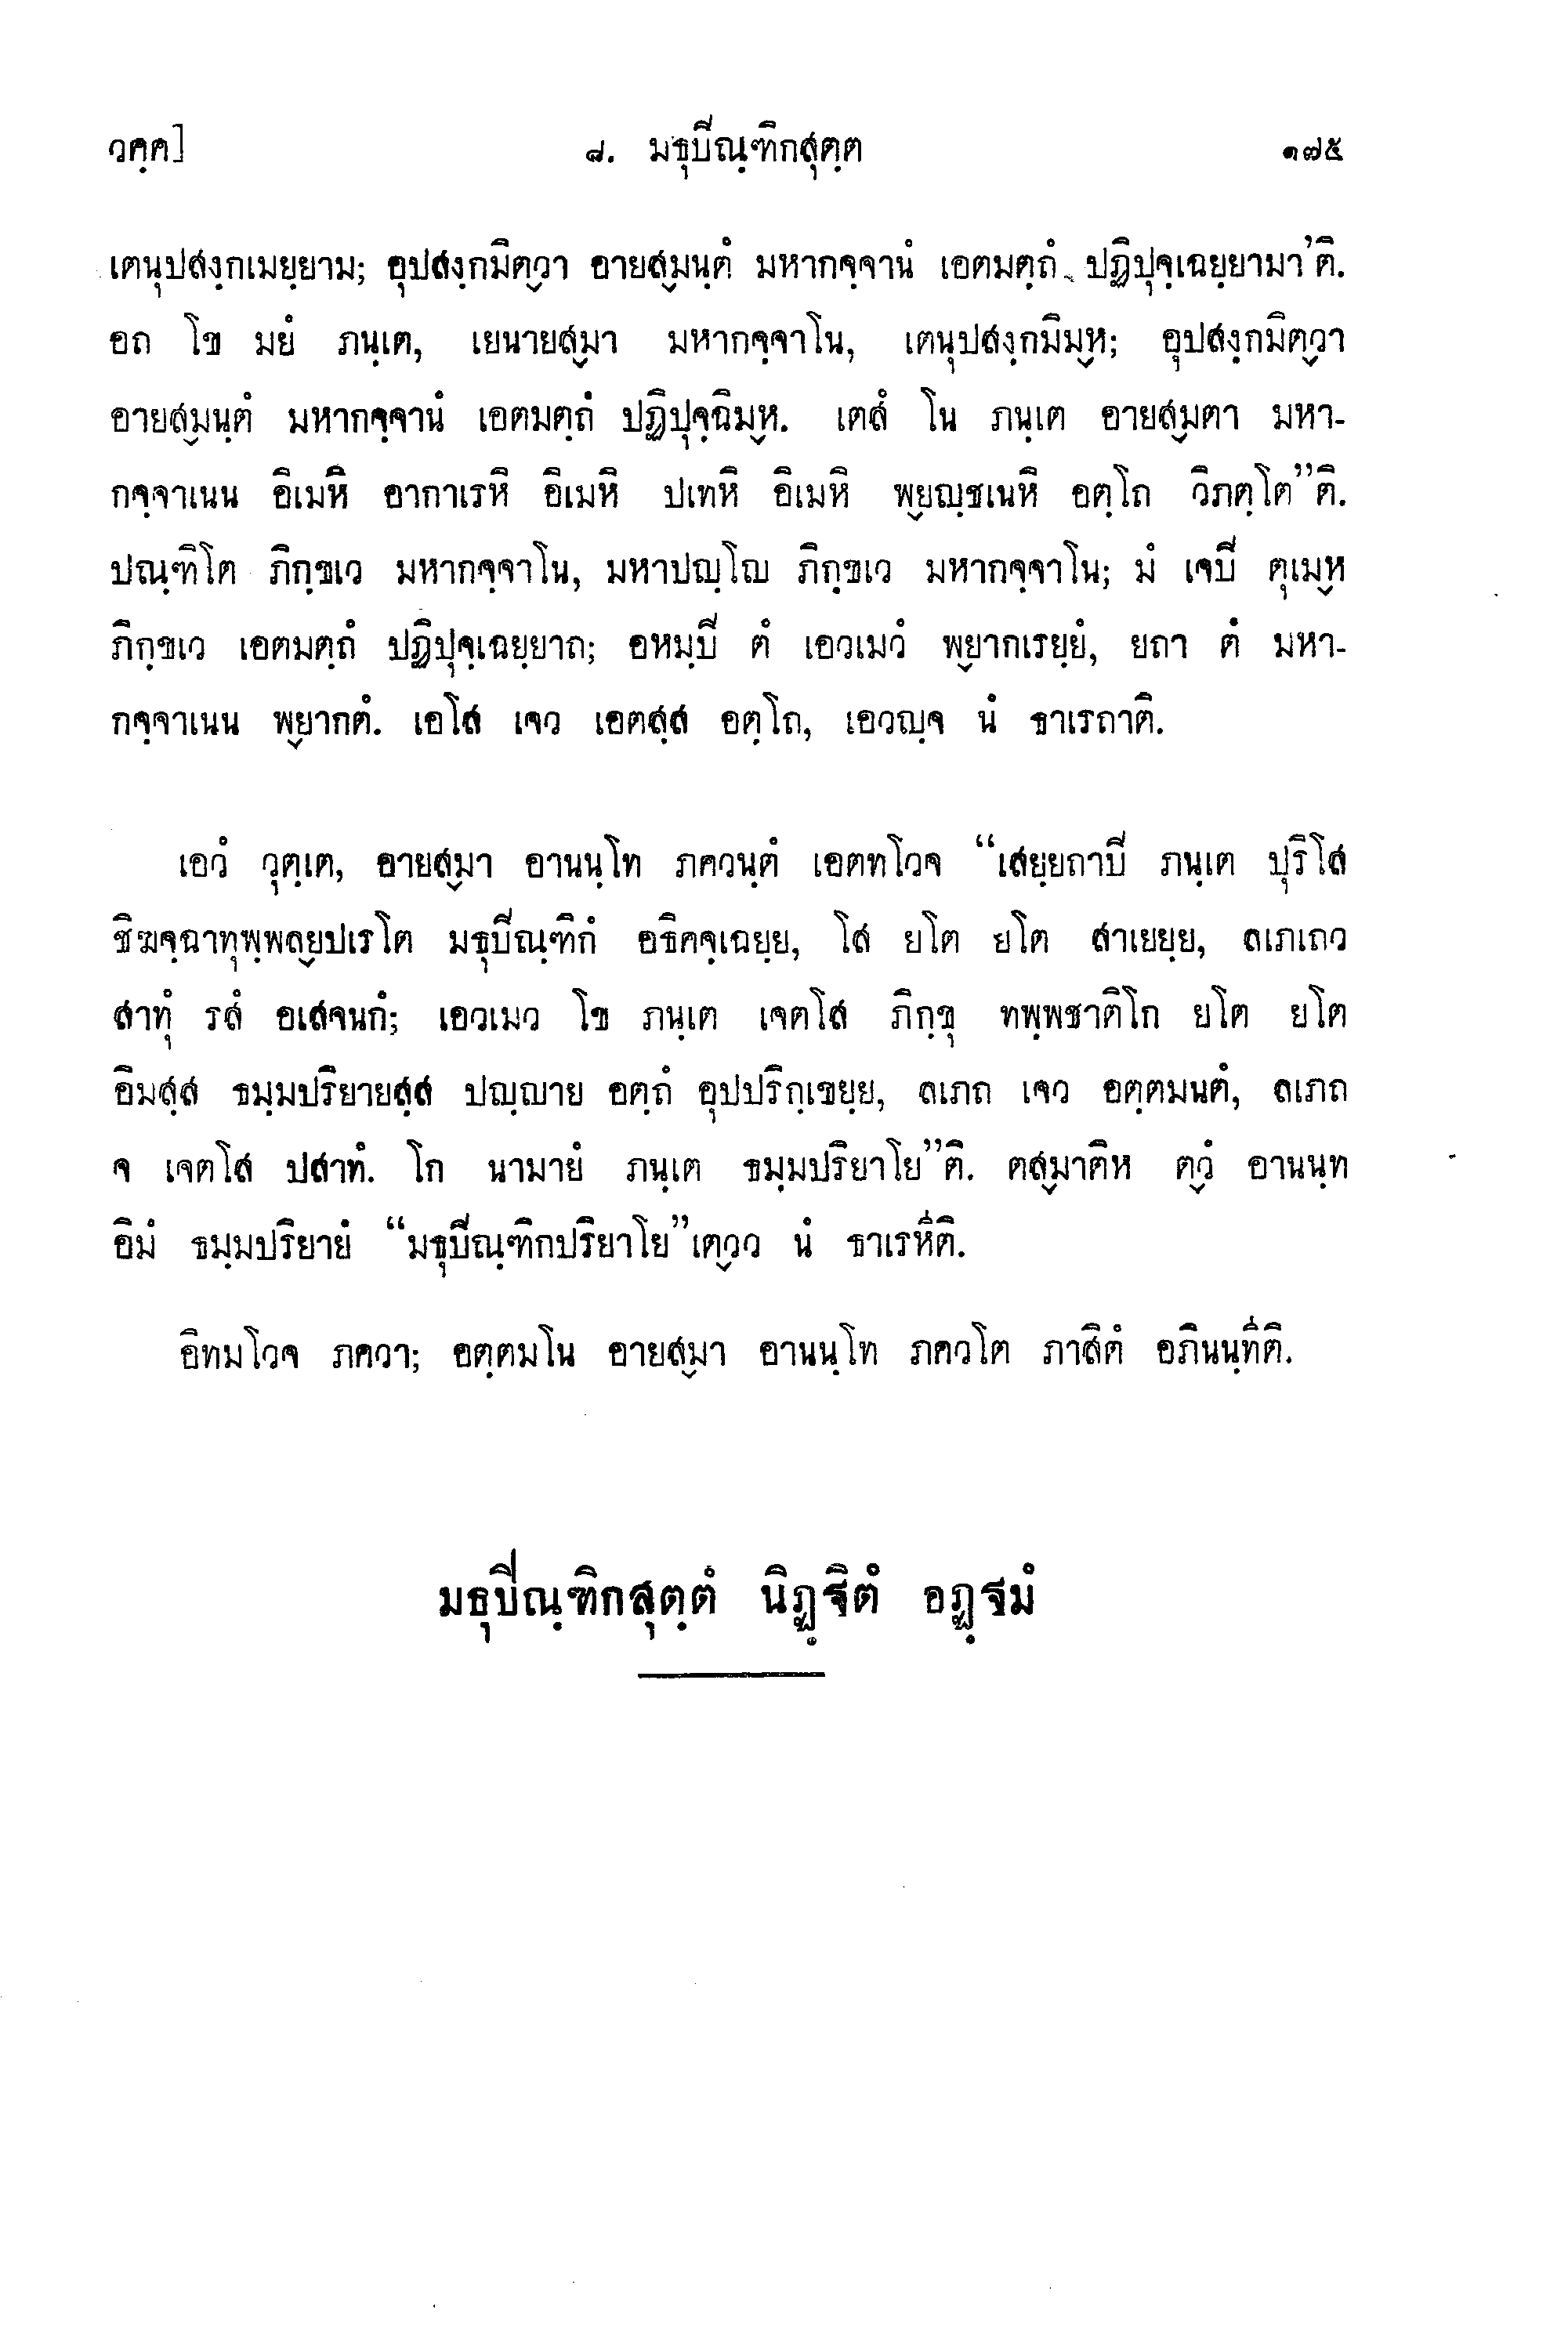 วคฺค]
๘. มธุปิณฺฑิกสุตฺต
๑๗๕
เตนุปสงฺกเมยฺยาม; อุปสงฺกมิตฺวา อายสฺมนฺตํ มหากจฺจานํ เอตมตฺถํ ปฏิปุจฺเฉยฺยามา’ติ.
อถ โข มยํ ภนฺเต, เยนายสฺมา มหากจฺจาโน, เตนุปสงฺกมิมฺห; อุปสงฺกมิตฺวา
อายสฺมนฺตํ มหากจฺจานํ เอตมตฺถํ ปฏิปุจฺฉิมฺห. เตสํ โน ภนฺเต อายสฺมตา มหา-
กจฺจาเนน อิเมหิ อากาเรหิ อิเมหิ ปเทหิ อิเมหิ พฺยญฺชเนหิ อตฺโถ วิภตฺโต”ติ.
ปณฺฑิโต ภิกฺขเว มหากจฺจาโน, มหาปญฺโญ ภิกฺขเว มหากจฺจาโน; มํ เจปิ ตุเมฺห
ภิกฺขเว เอตมตฺถํ ปฏิปุจฺเฉยฺยาถ; อหมฺปิ ตํ เอวเมวํ พฺยากเรยฺยํ, ยถา ตํ มหา-
กจฺจาเนน พฺยากตํ. เอโส เจว เอตสฺส อตฺโถ, เอวญฺจ นํ ธาเรถาติ.
เอวํ วุตฺเต, อายสฺมา อานนฺโท ภควนฺตํ เอตทโวจ “เสยฺยถาปิ ภนฺเต ปุริโส
ชิฆจฺฉาทุพฺพลฺยปเรโต มธุปิณฺฑิกํ อธิคจฺเฉยฺย, โส ยโต ยโต สาเยยฺย, ลเภเถว
สาทุํ รสํ อเสจนกํ; เอวเมว โข ภนฺเต เจตโส ภิกฺขุ ทพฺพชาติโก ยโต ยโต
อิมสฺส ธมฺมปริยายสฺส ปญฺญาย อตฺถํ อุปปริกฺเขยฺย, ลเภถ เจว อตฺตมนตํ, ลเภถ
จ เจตโส ปสาทํ. โก นามายํ ภนฺเต ธมฺมปริยาโย”ติ. ตสฺมาติห ตฺวํ อานนฺท
อิมํ ธมฺมปริยายํ “มธุปิณฺฑิกปริยาโย”เตฺวว นํ ธาเรหีติ.
อิทมโวจ ภควา; อตฺตมโน อายสฺมา อานนฺโท ภควโต ภาสิตํ อภินนฺทีติ.
มธุปิณฺฑิกสุตฺตํ นิฏฺฐิตํ อฏฺฐมํ